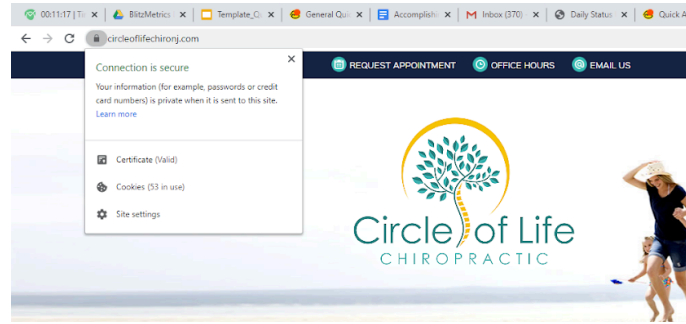 00:11:17 | Ti
BlitzMetrics
Template_Q
General Qui
Accomplish
Inbox (370)
Daily Status
Quick A
circleoflifechironj.com
Connection is secure
Your information (for example, passwords or credit
card numbers) is private when it is sent to this site.
Learn more
Certificate (Valid)
Cookies (53 in use)
Site settings
REQUEST APPOINTMENT
OFFICE HOURS
EMAIL US
Circle of Life
CHIROPRACTIC